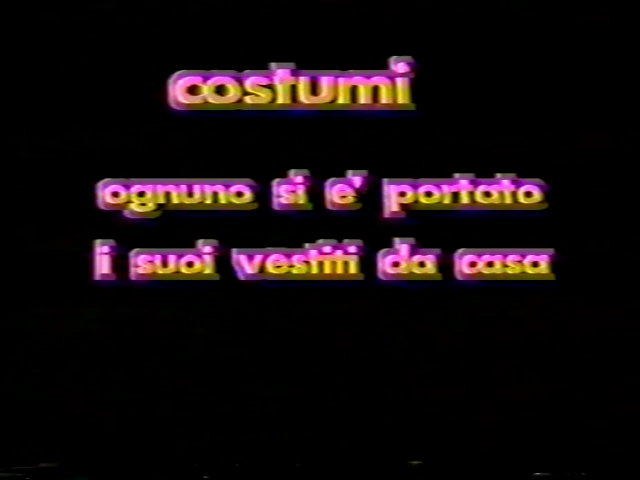 costumi
ognuno si e' portato
i suoi vestiti da casa